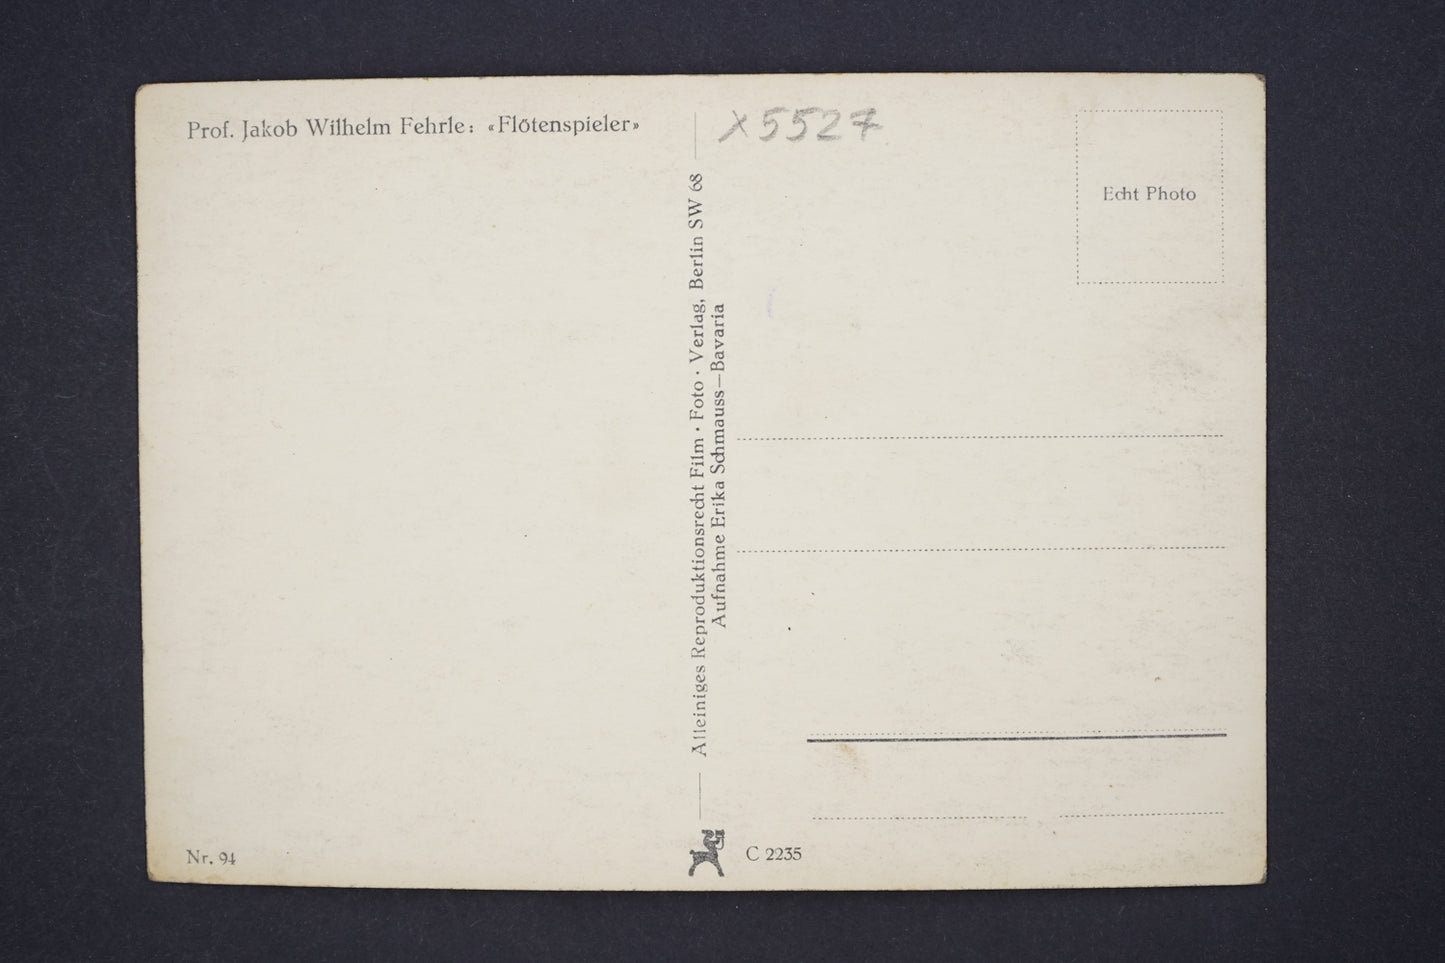 Prof. Jakob Wilhelm Fehrle: «Flötenspieler»
X5527
Echt Photo
Alleiniges Reproduktionsrecht Film · Foto · Verlag, Berlin SW 68
Aufnahme Erika Schmauss—Bavaria
Nr. 94
C 2235